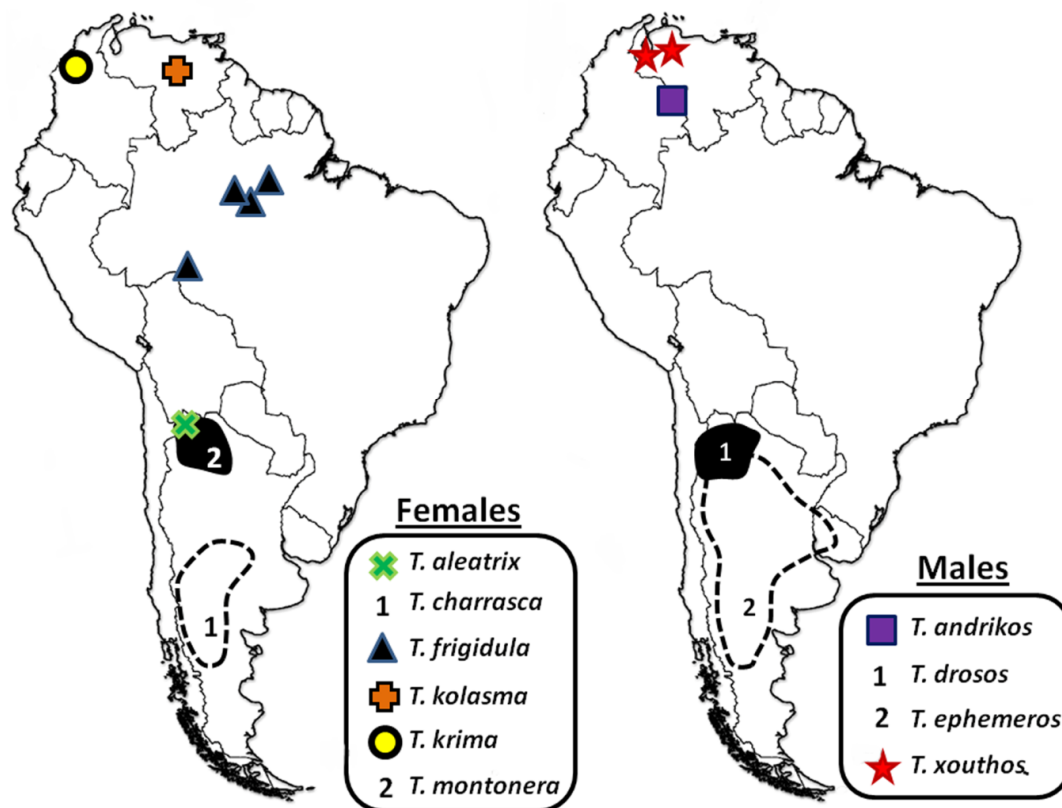 2
1
Females
T. aleatrix
1 T. charrasca
T. frigidula
T. kolasma
T. krima
2 T. montonera
1
2
Males
T. andrikos
1 T. drosos
2 T. ephemeros
T. xouthos.